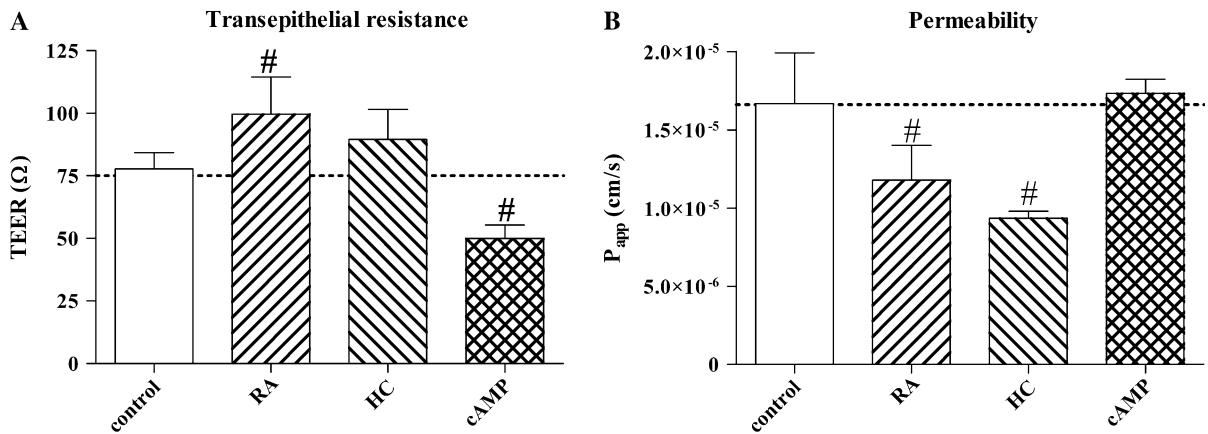 A
Transepithelial resistance
TEER (Ω)
125
100
75
50
25
0
#
#
control
RA
HC
cAMP
B
Permeability
P_app (cm/s)
2.0×10⁻⁵
1.5×10⁻⁵
1.0×10⁻⁵
5.0×10⁻⁶
0
#
#
control
RA
HC
cAMP